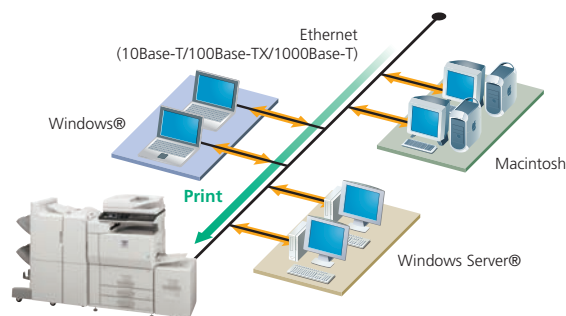 Ethernet
(10Base-T/100Base-TX/1000Base-T)
Windows®
Macintosh
Print
Windows Server®